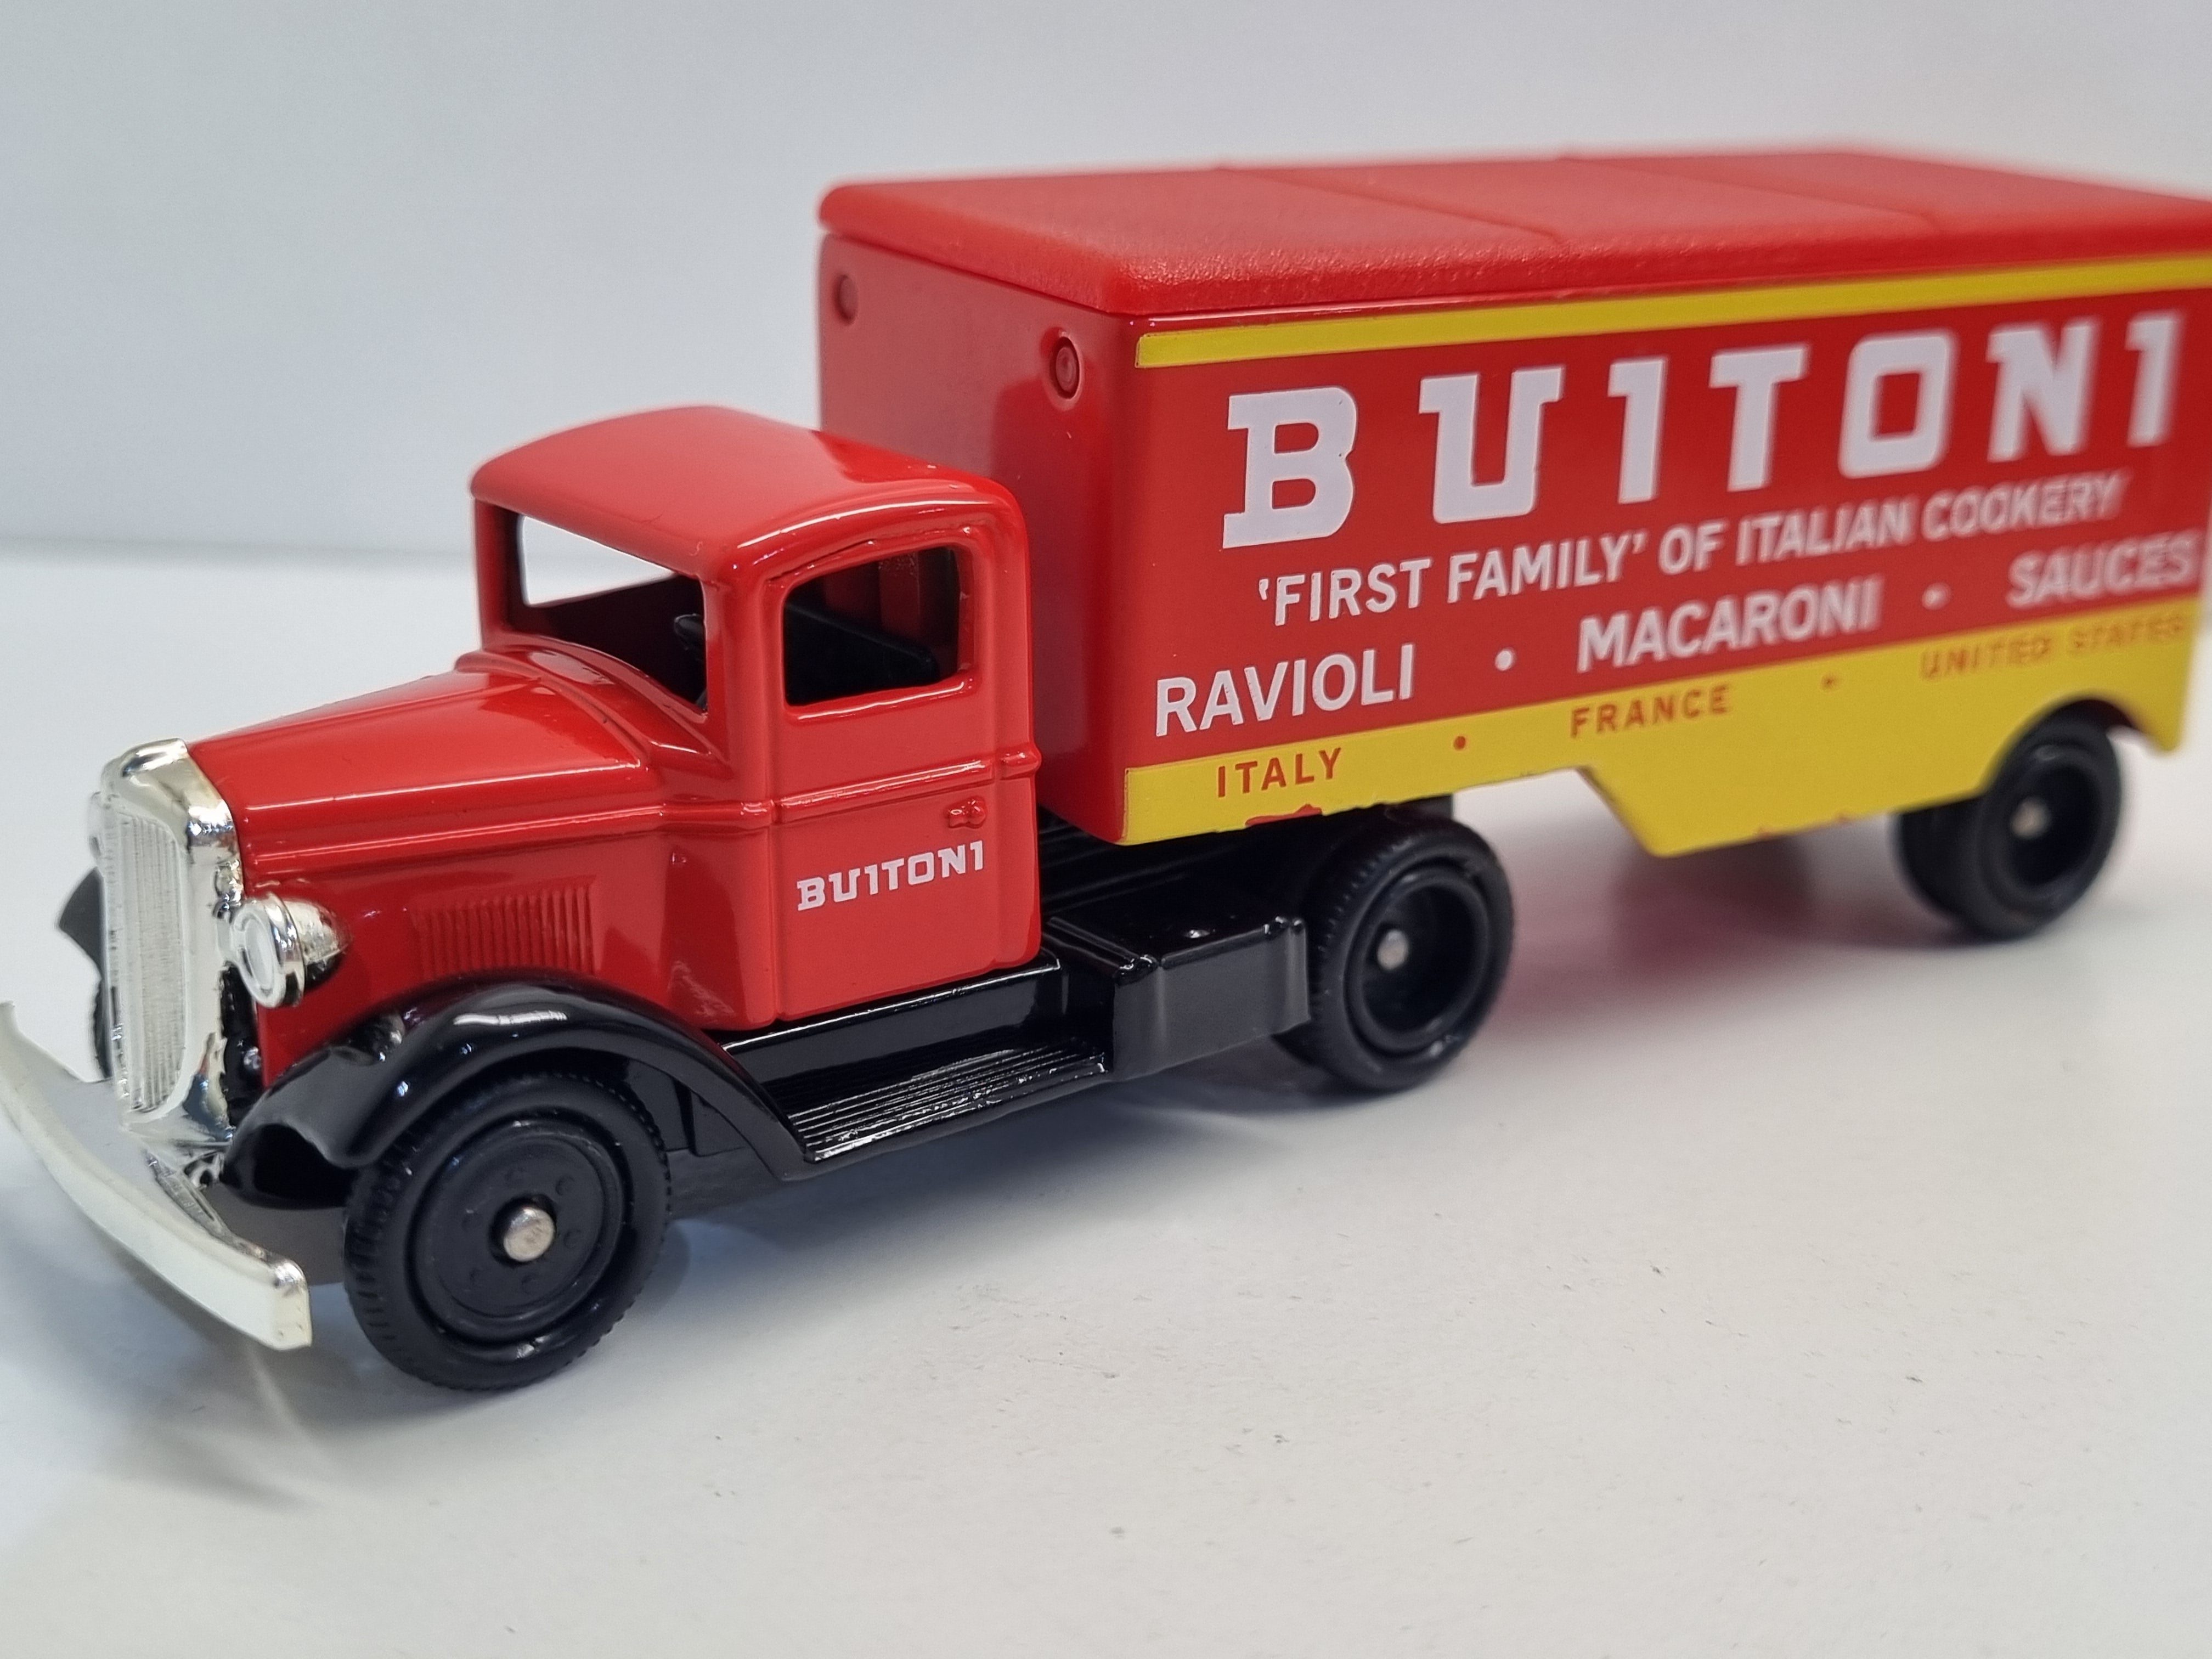 BUITONI
'FIRST FAMILY' OF ITALIAN COOKERY
RAVIOLI • MACARONI • SAUCES
ITALY • FRANCE • UNITED STATES
BUITONI